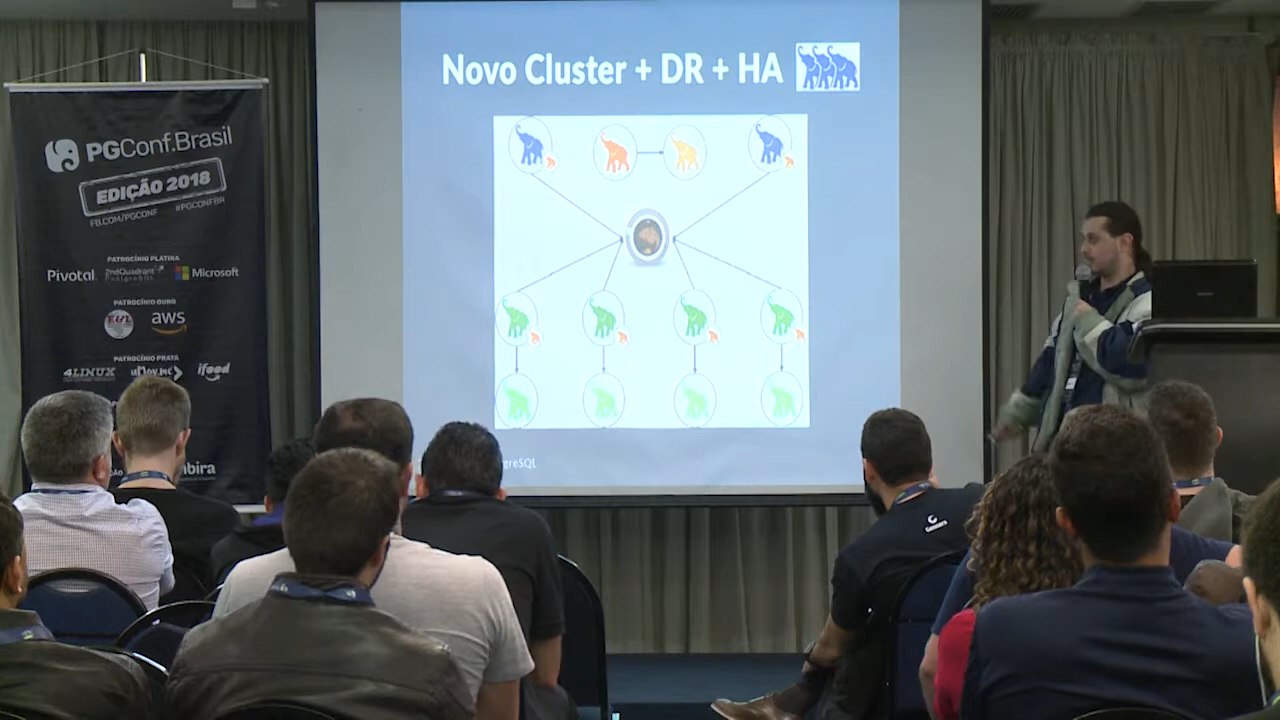 Novo Cluster + DR + HA
PGConf.Brasil
EDIÇÃO 2018
FB.COM/PGCONF #PGCONFBR
PATROCÍNIO PLATINA
Pivotal 2ndQuadrant PostgreSQL Microsoft
PATROCÍNIO OURO
aws
PATROCÍNIO PRATA
4LINUX ifood
greSQL